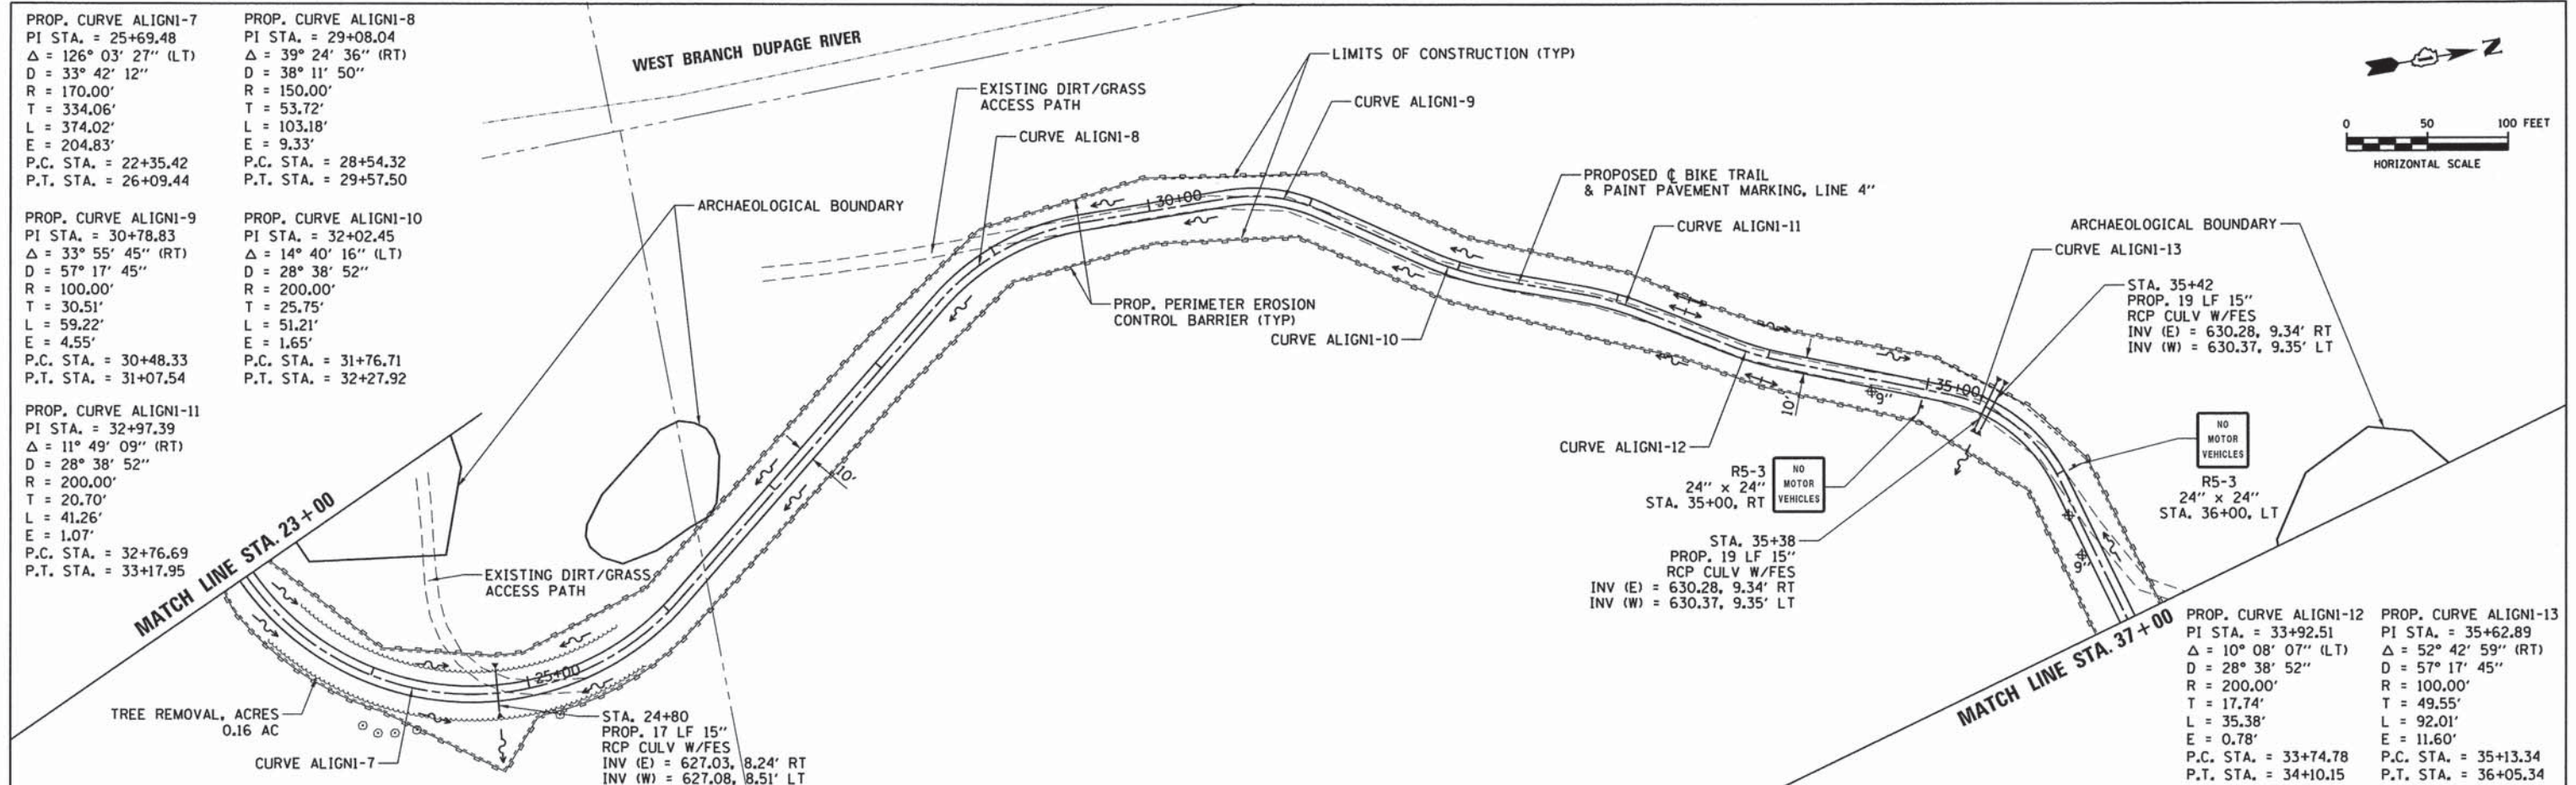 PROP. CURVE ALIGN1-7
PI STA. = 25+69.48
Δ = 126° 03' 27" (LT)
D = 33° 42' 12"
R = 170.00'
T = 334.06'
L = 374.02'
E = 204.83'
P.C. STA. = 22+35.42
P.T. STA. = 26+09.44
PROP. CURVE ALIGN1-8
PI STA. = 29+08.04
Δ = 39° 24' 36" (RT)
D = 38° 11' 50"
R = 150.00'
T = 53.72'
L = 103.18'
E = 9.33'
P.C. STA. = 28+54.32
P.T. STA. = 29+57.50
PROP. CURVE ALIGN1-9
PI STA. = 30+78.83
Δ = 33° 55' 45" (RT)
D = 57° 17' 45"
R = 100.00'
T = 30.51'
L = 59.22'
E = 4.55'
P.C. STA. = 30+48.33
P.T. STA. = 31+07.54
PROP. CURVE ALIGN1-10
PI STA. = 32+02.45
Δ = 14° 40' 16" (LT)
D = 28° 38' 52"
R = 200.00'
T = 25.75'
L = 51.21'
E = 1.65'
P.C. STA. = 31+76.71
P.T. STA. = 32+27.92
PROP. CURVE ALIGN1-11
PI STA. = 32+97.39
Δ = 11° 49' 09" (RT)
D = 28° 38' 52"
R = 200.00'
T = 20.70'
L = 41.26'
E = 1.07'
P.C. STA. = 32+76.69
P.T. STA. = 33+17.95
WEST BRANCH DUPAGE RIVER
EXISTING DIRT/GRASS
ACCESS PATH
CURVE ALIGN1-8
LIMITS OF CONSTRUCTION (TYP)
CURVE ALIGN1-9
ARCHAEOLOGICAL BOUNDARY
30+00
PROPOSED ℄ BIKE TRAIL
& PAINT PAVEMENT MARKING, LINE 4"
CURVE ALIGN1-11
N
0 50 100 FEET
HORIZONTAL SCALE
ARCHAEOLOGICAL BOUNDARY
CURVE ALIGN1-13
STA. 35+42
PROP. 19 LF 15"
RCP CULV W/FES
INV (E) = 630.28, 9.34' RT
INV (W) = 630.37, 9.35' LT
PROP. PERIMETER EROSION
CONTROL BARRIER (TYP)
CURVE ALIGN1-10
35+00
10'
9"
CURVE ALIGN1-12
R5-3
24" x 24"
STA. 35+00, RT
NO
MOTOR
VEHICLES
NO
MOTOR
VEHICLES
R5-3
24" x 24"
STA. 36+00, LT
STA. 35+38
PROP. 19 LF 15"
RCP CULV W/FES
INV (E) = 630.28, 9.34' RT
INV (W) = 630.37, 9.35' LT
9"
10'
MATCH LINE STA. 23+00
EXISTING DIRT/GRASS
ACCESS PATH
25+00
TREE REMOVAL, ACRES
0.16 AC
CURVE ALIGN1-7
STA. 24+80
PROP. 17 LF 15"
RCP CULV W/FES
INV (E) = 627.03, 8.24' RT
INV (W) = 627.08, 8.51' LT
MATCH LINE STA. 37+00
PROP. CURVE ALIGN1-12
PI STA. = 33+92.51
Δ = 10° 08' 07" (LT)
D = 28° 38' 52"
R = 200.00'
T = 17.74'
L = 35.38'
E = 0.78'
P.C. STA. = 33+74.78
P.T. STA. = 34+10.15
PROP. CURVE ALIGN1-13
PI STA. = 35+62.89
Δ = 52° 42' 59" (RT)
D = 57° 17' 45"
R = 100.00'
T = 49.55'
L = 92.01'
E = 11.60'
P.C. STA. = 35+13.34
P.T. STA. = 36+05.34